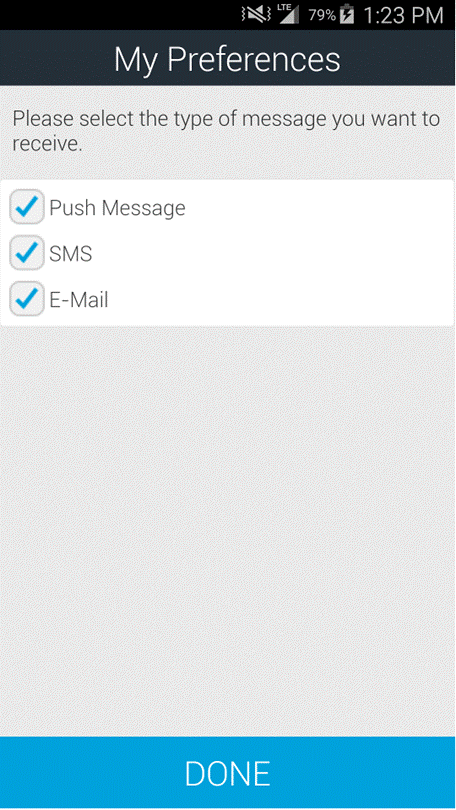 LTE 79% 1:23 PM
My Preferences
Please select the type of message you want to
receive.
Push Message
SMS
E-Mail
DONE